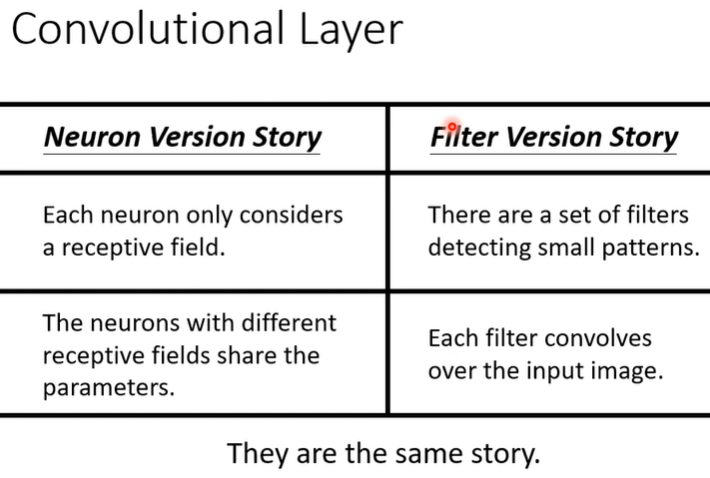 Convolutional Layer
Neuron Version Story
Filter Version Story
Each neuron only considers
a receptive field.
There are a set of filters
detecting small patterns.
The neurons with different
receptive fields share the
parameters.
Each filter convolves
over the input image.
They are the same story.